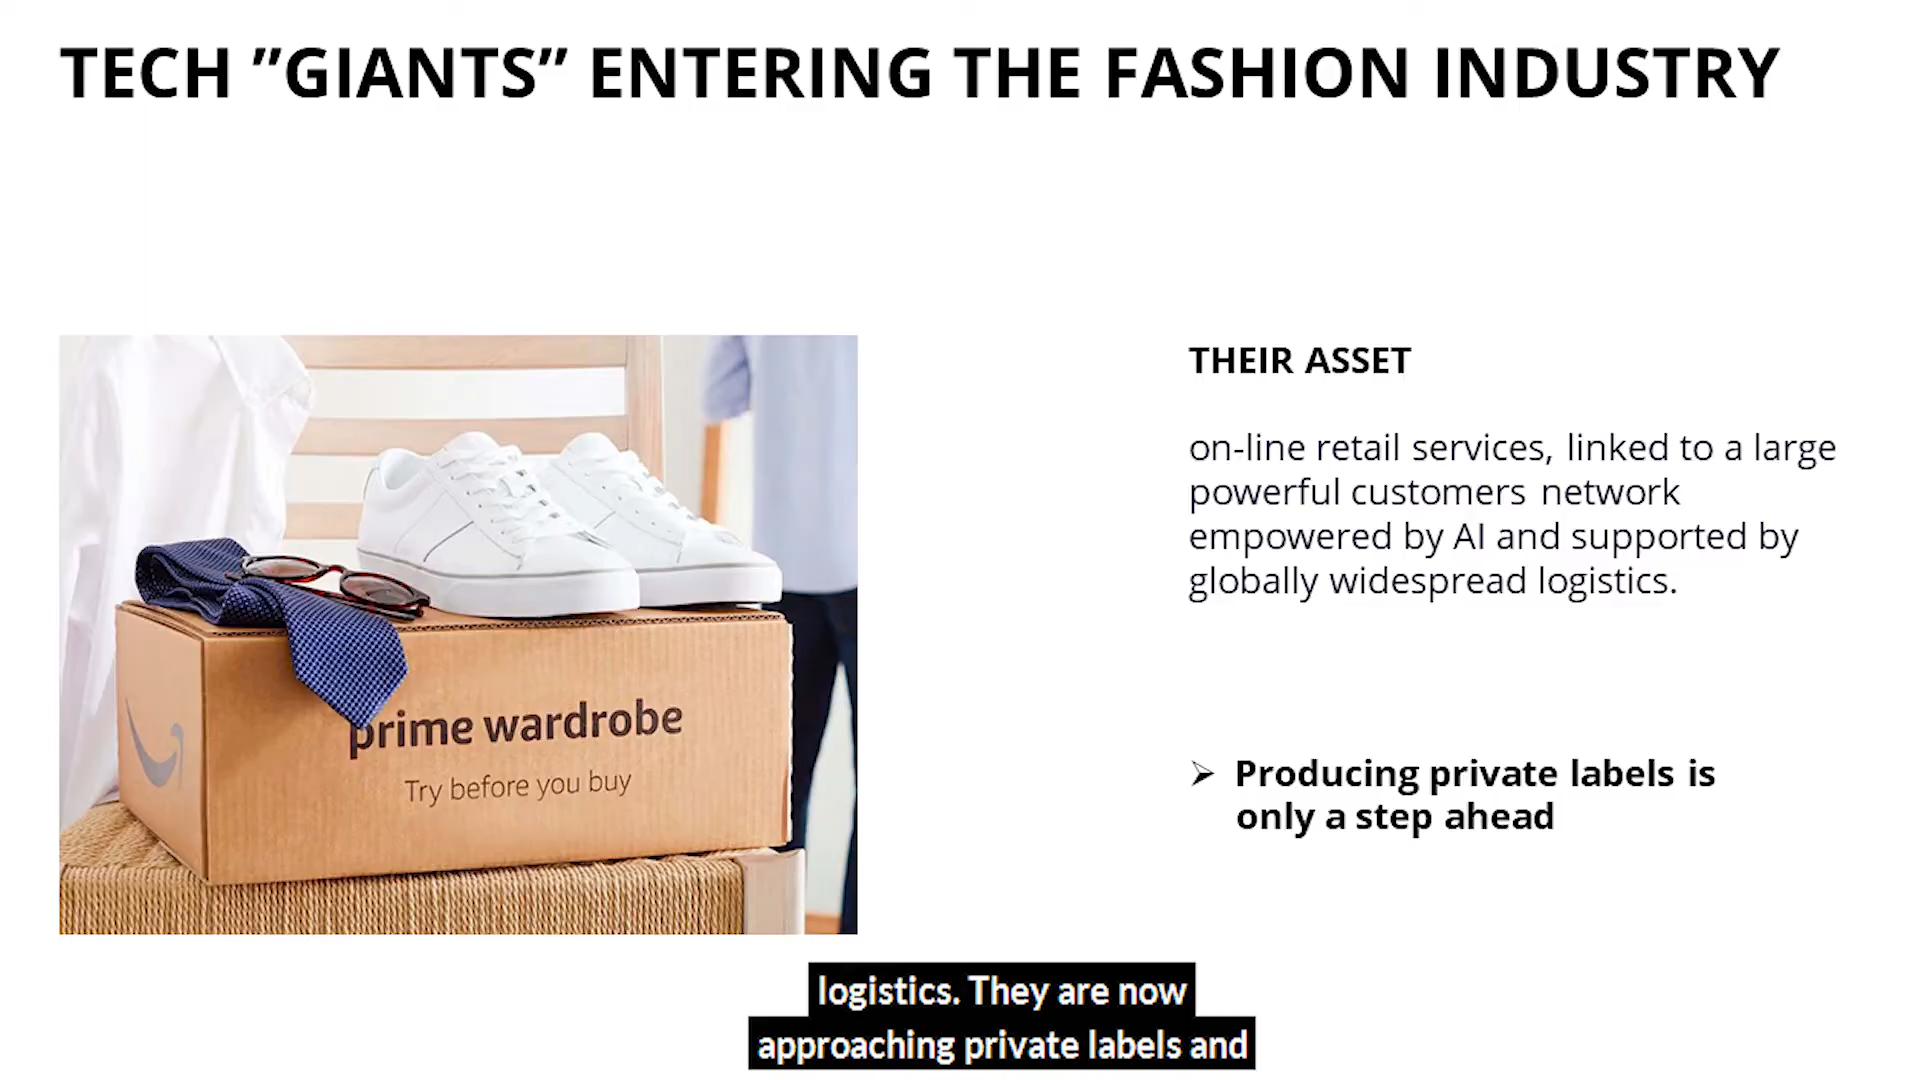 TECH ”GIANTS” ENTERING THE FASHION INDUSTRY
prime wardrobe
Try before you buy
THEIR ASSET
on-line retail services, linked to a large
powerful customers network
empowered by AI and supported by
globally widespread logistics.
➢ Producing private labels is
only a step ahead
logistics. They are now
approaching private labels and